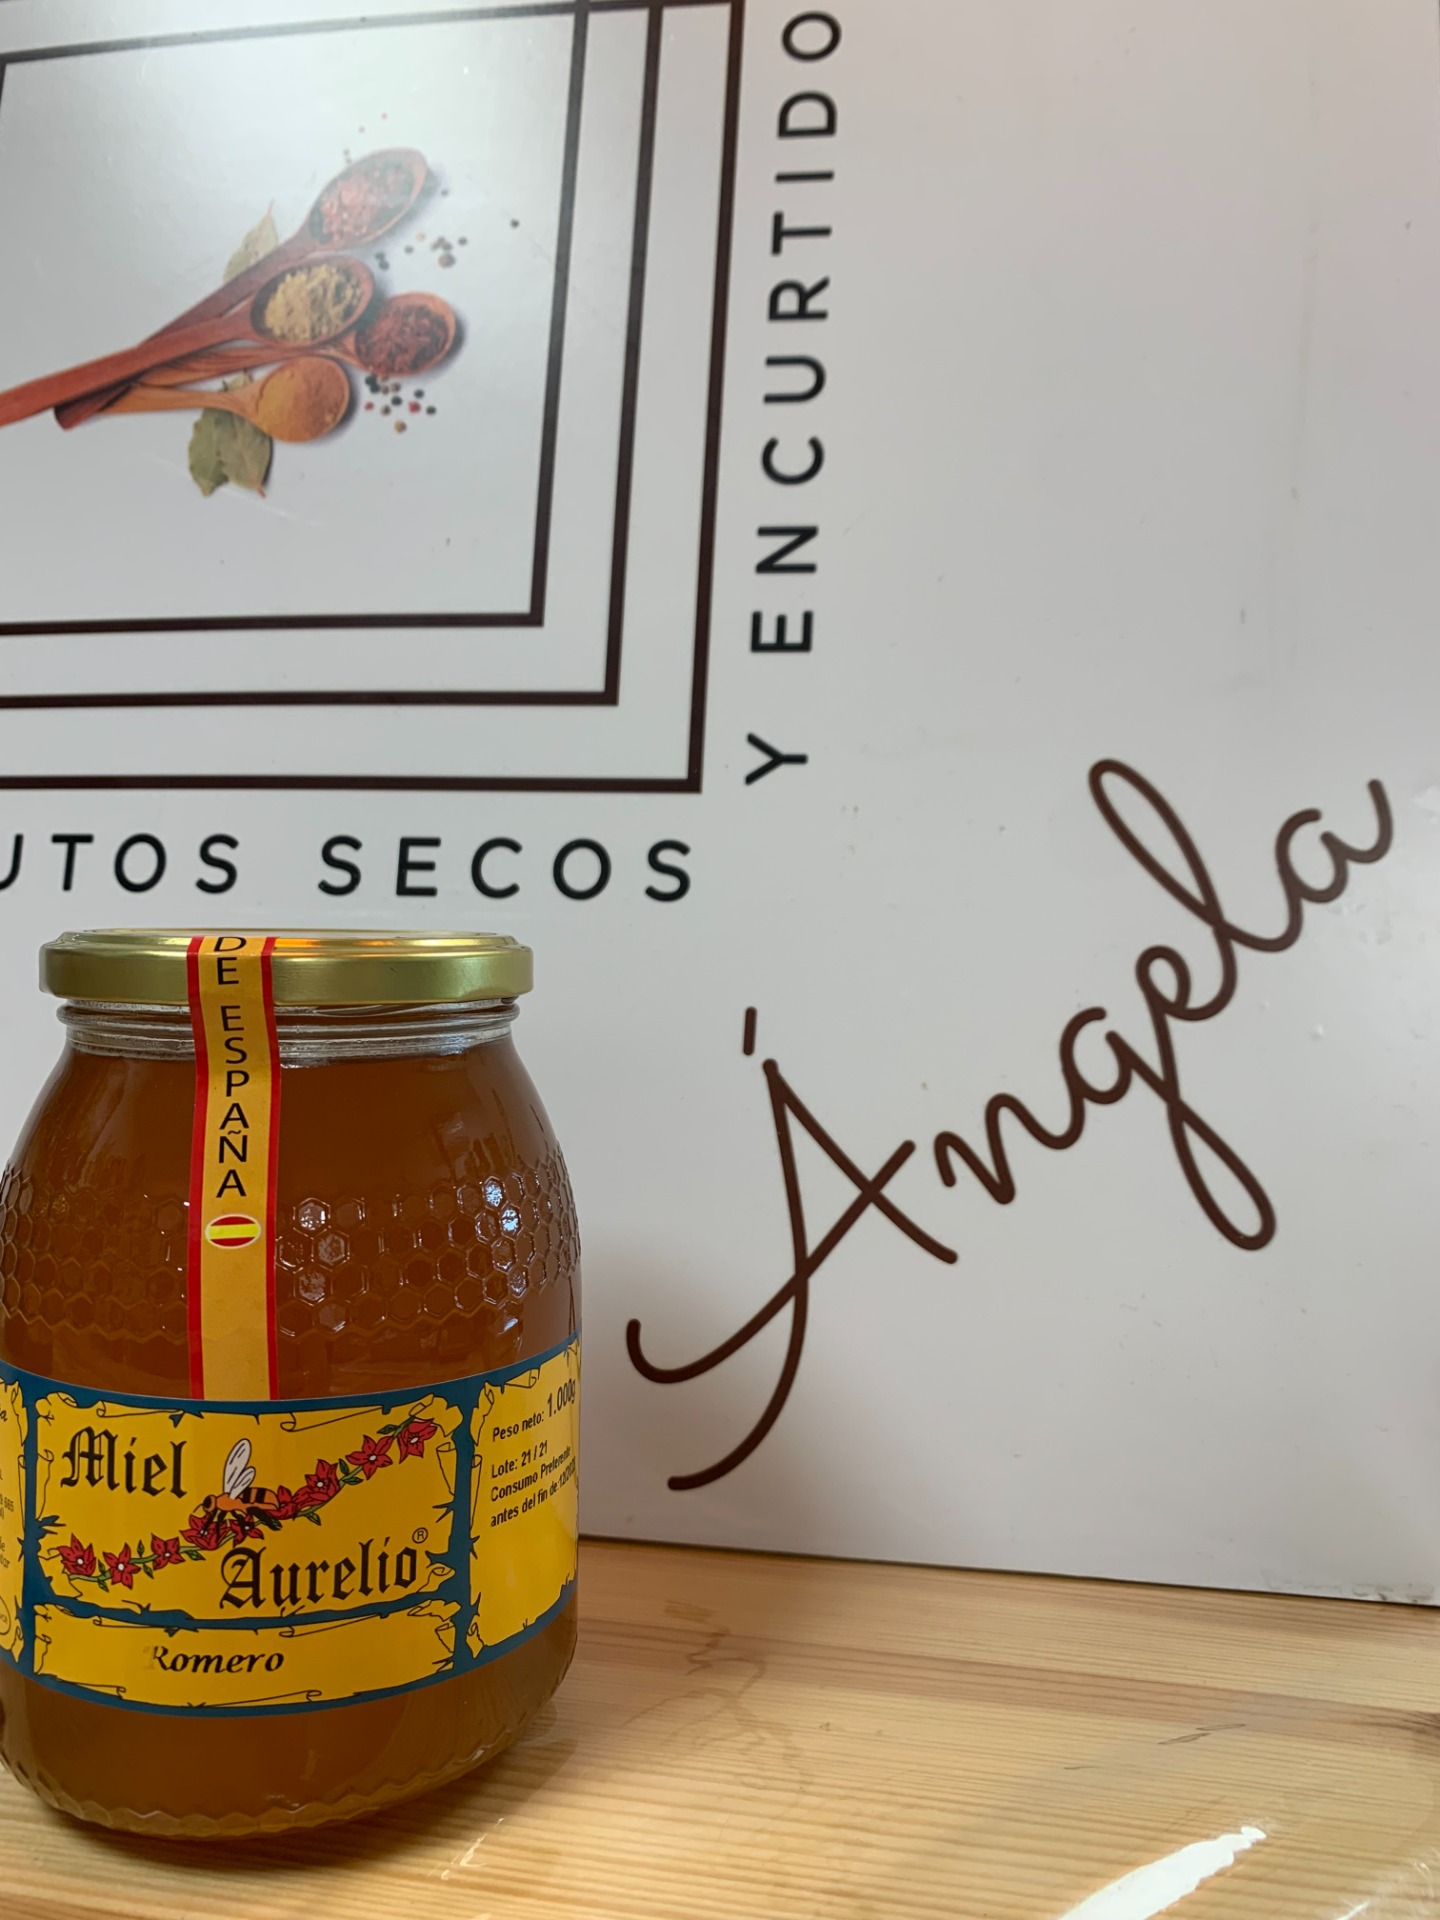 Y ENCURTIDO
UTOS SECOS
Ángela
DE ESPAÑA
Miel
Aurelio®
Romero
Peso neto: 1.000g
Lote: 21 / 21
Consumo Preferente
antes del fin de: